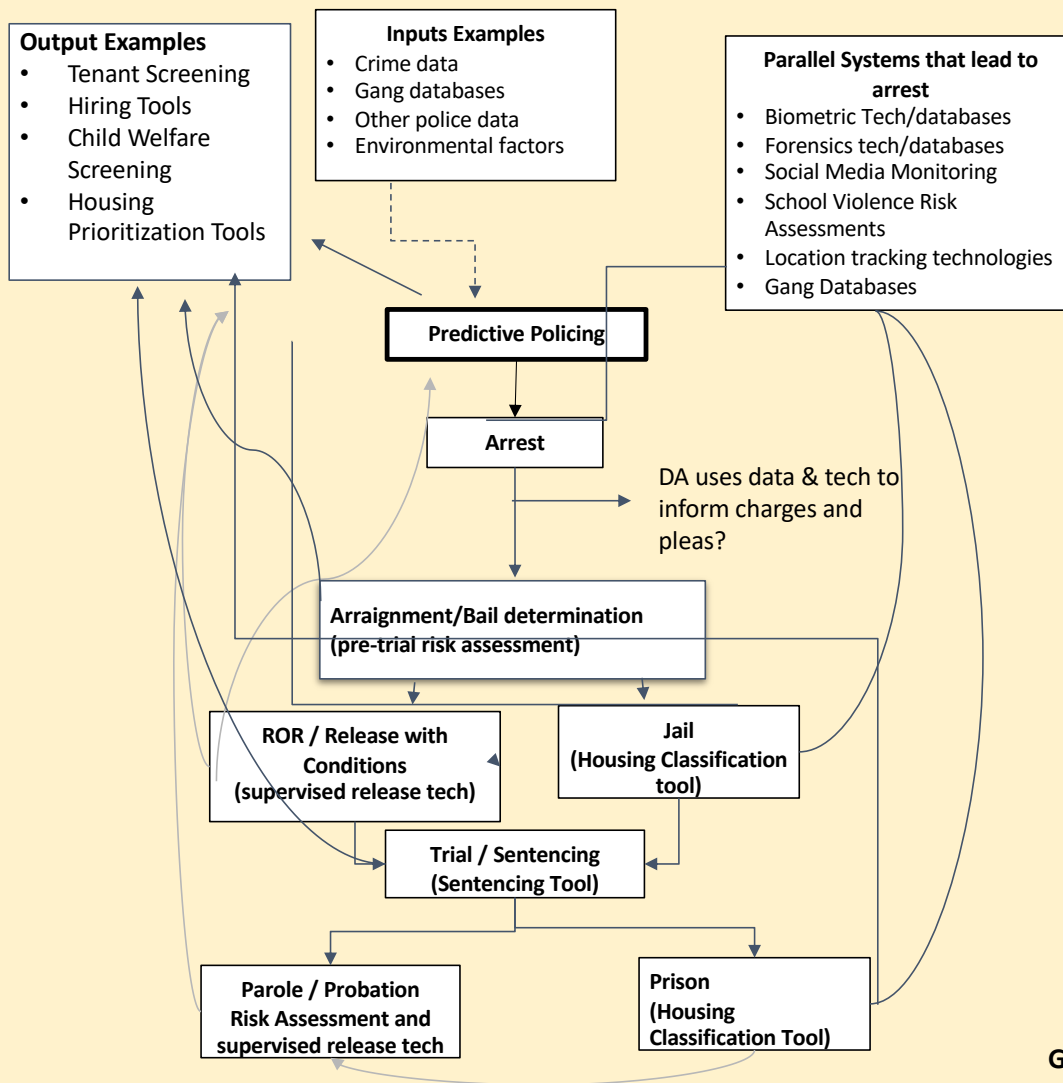 Output Examples
• Tenant Screening
• Hiring Tools
• Child Welfare
Screening
• Housing
Prioritization Tools
Inputs Examples
• Crime data
• Gang databases
• Other police data
• Environmental factors
Parallel Systems that lead to
arrest
• Biometric Tech/databases
• Forensics tech/databases
• Social Media Monitoring
• School Violence Risk
Assessments
• Location tracking technologies
• Gang Databases
Predictive Policing
Arrest
DA uses data & tech to
inform charges and
pleas?
Arraignment/Bail determination
(pre-trial risk assessment)
ROR / Release with
Conditions
(supervised release tech)
Jail
(Housing Classification
tool)
Trial / Sentencing
(Sentencing Tool)
Parole / Probation
Risk Assessment and
supervised release tech
Prison
(Housing
Classification Tool)
G